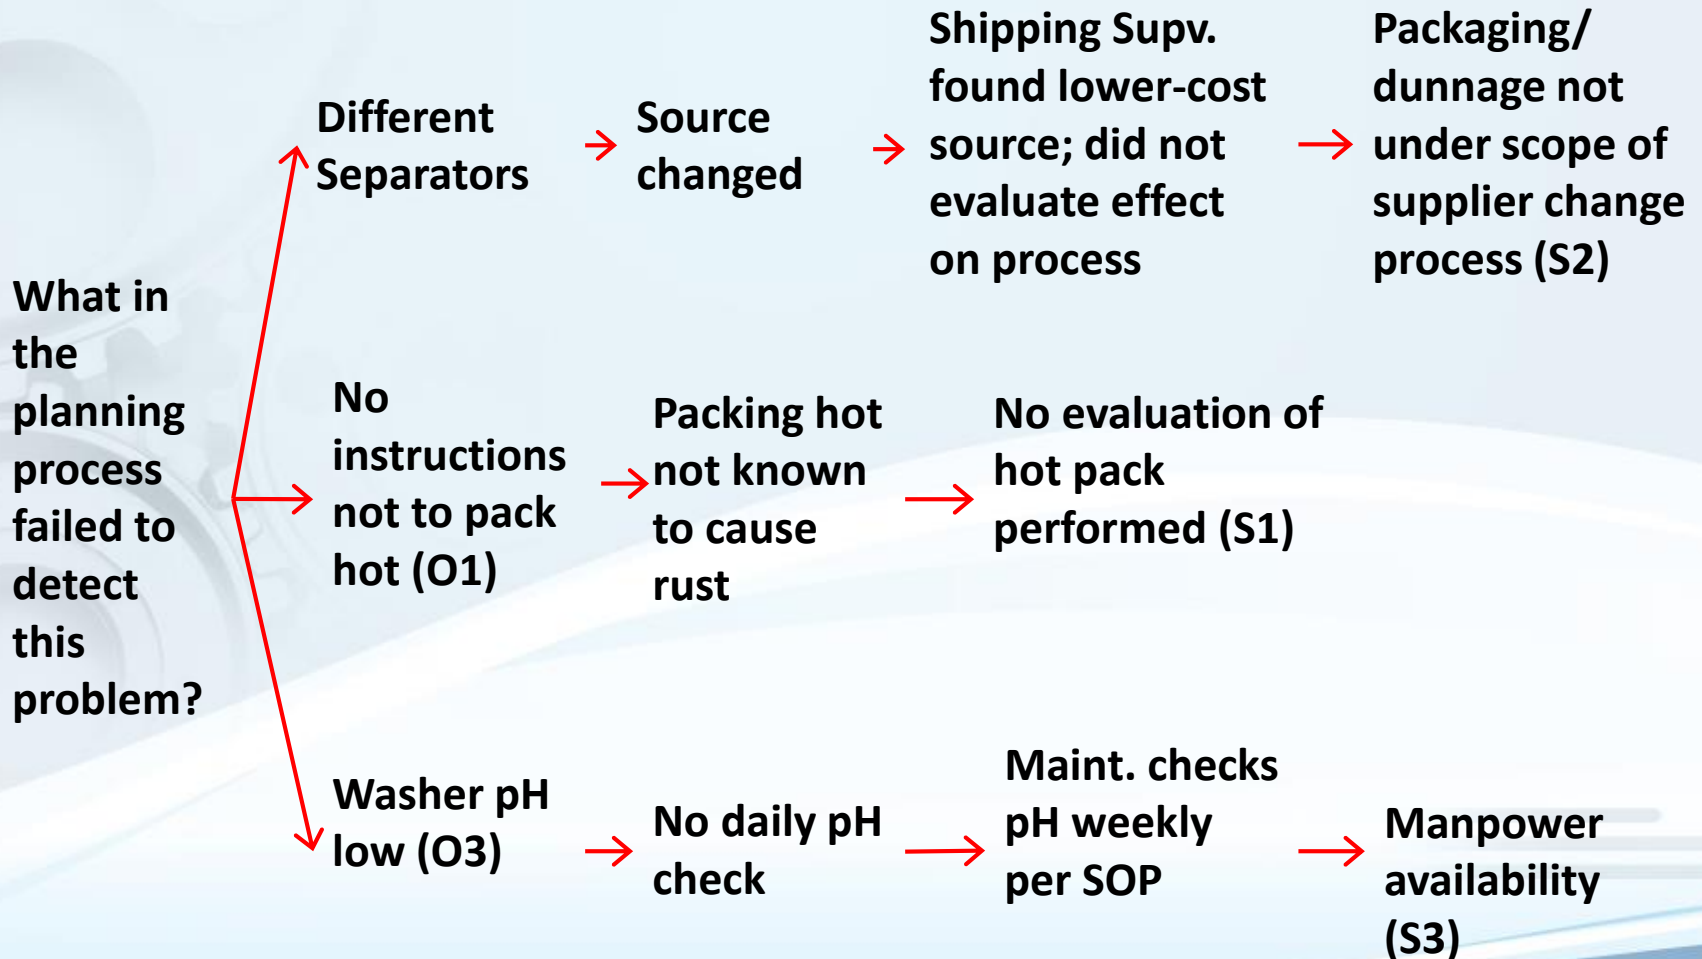 What in
the
planning
process
failed to
detect
this
problem?
Different
Separators
Source
changed
Shipping Supv.
found lower-cost
source; did not
evaluate effect
on process
Packaging/
dunnage not
under scope of
supplier change
process (S2)
No
instructions
not to pack
hot (O1)
Packing hot
not known
to cause
rust
No evaluation of
hot pack
performed (S1)
Washer pH
low (O3)
No daily pH
check
Maint. checks
pH weekly
per SOP
Manpower
availability
(S3)